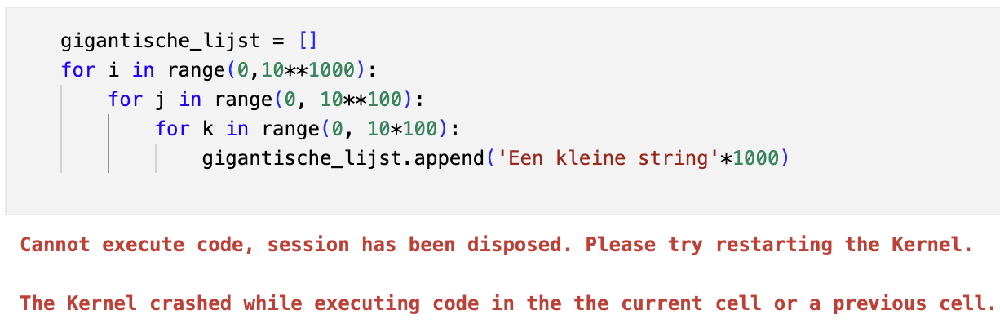 gigantische_lijst = []
for i in range(0,10**1000):
for j in range(0, 10**100):
for k in range(0, 10*100):
gigantische_lijst.append('Een kleine string'*1000)
Cannot execute code, session has been disposed. Please try restarting the Kernel.
The Kernel crashed while executing code in the the current cell or a previous cell.